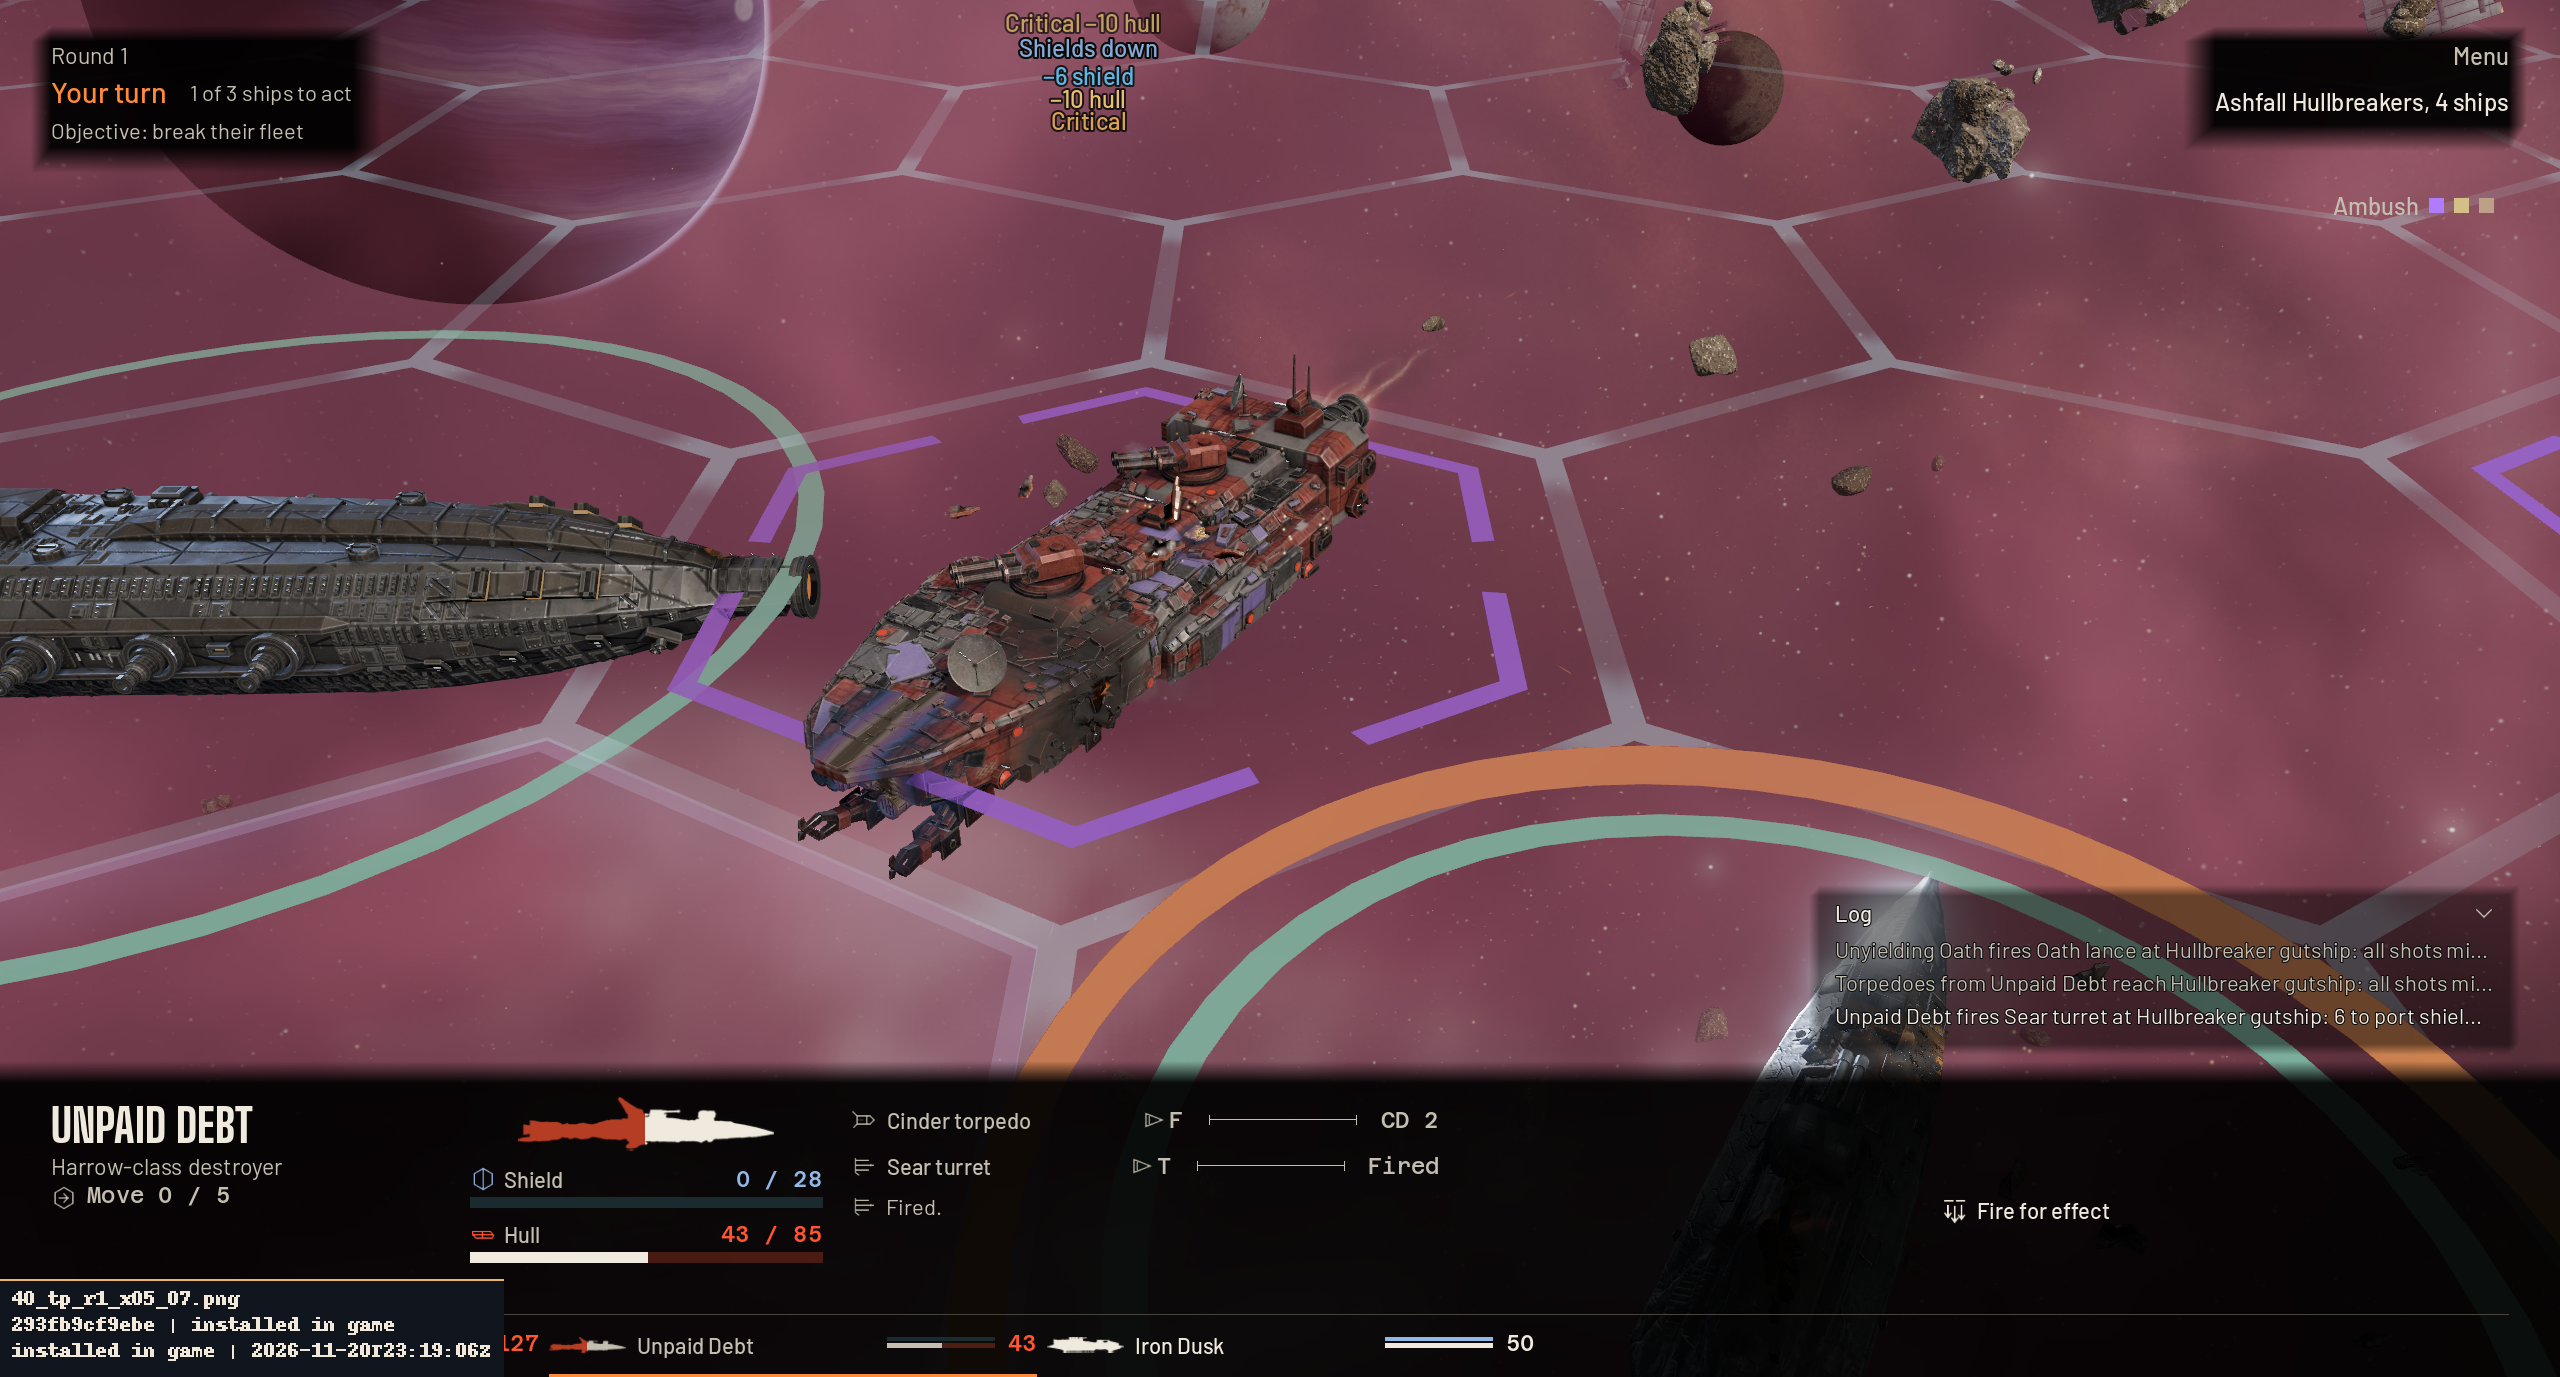 Round 1
Your turn 1 of 3 ships to act
Objective: break their fleet
Critical -10 hull
Shields down
-6 shield
-10 hull
Critical
Menu
Ashfall Hullbreakers, 4 ships
Ambush
Log
Unyielding Oath fires Oath lance at Hullbreaker gutship: all shots mi...
Torpedoes from Unpaid Debt reach Hullbreaker gutship: all shots mi...
Unpaid Debt fires Sear turret at Hullbreaker gutship: 6 to port shiel...
UNPAID DEBT
Harrow-class destroyer
Move 0 / 5
Shield 0 / 28
Hull 43 / 85
Cinder torpedo F CD 2
Sear turret T Fired
Fired.
Fire for effect
40_tp_r1_x05_07.png
293fb9cf9ebe | installed in game
installed in game | 2026-11-20T23:19:06Z
127 Unpaid Debt 43 Iron Dusk 50